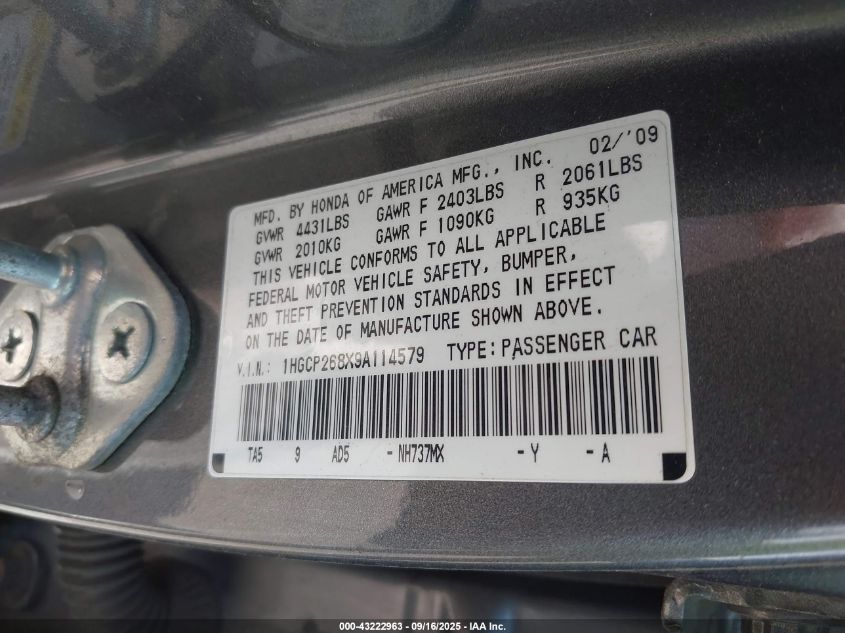 02/'09
MFD. BY HONDA OF AMERICA MFG., INC.
GVWR 4431LBS GAWR F 2403LBS R 2061LBS
GVWR 2010KG GAWR F 1090KG R 935KG
THIS VEHICLE CONFORMS TO ALL APPLICABLE
FEDERAL MOTOR VEHICLE SAFETY, BUMPER,
AND THEFT PREVENTION STANDARDS IN EFFECT
ON THE DATE OF MANUFACTURE SHOWN ABOVE.
V.I.N.: 1HGCP268X9A114579 TYPE:PASSENGER CAR
TA5 9 AD5 -NH737MX -Y -A
000-43222963 - 09/16/2025 - IAA Inc.